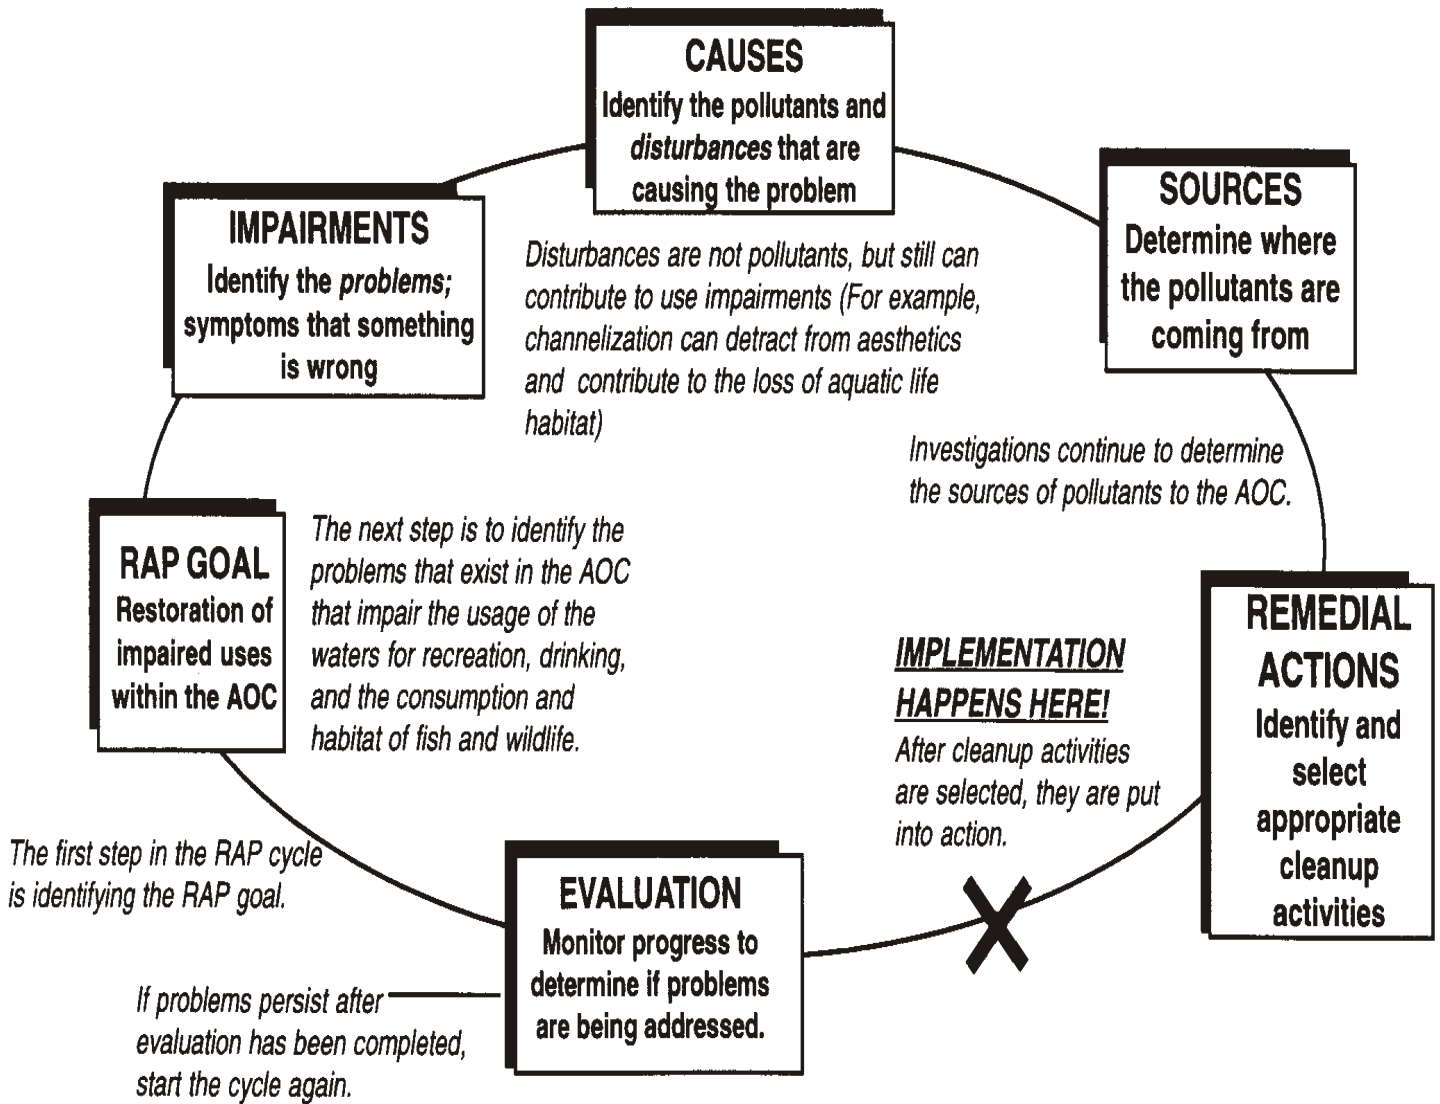 CAUSES
Identify the pollutants and
disturbances that are
causing the problem
SOURCES
Determine where
the pollutants are
coming from
IMPAIRMENTS
Identify the problems;
symptoms that something
is wrong
Disturbances are not pollutants, but still can
contribute to use impairments (For example,
channelization can detract from aesthetics
and contribute to the loss of aquatic life
habitat)
Investigations continue to determine
the sources of pollutants to the AOC.
RAP GOAL
Restoration of
impaired uses
within the AOC
The next step is to identify the
problems that exist in the AOC
that impair the usage of the
waters for recreation, drinking,
and the consumption and
habitat of fish and wildlife.
REMEDIAL
ACTIONS
Identify and
select
appropriate
cleanup
activities
IMPLEMENTATION
HAPPENS HERE!
After cleanup activities
are selected, they are put
into action.
The first step in the RAP cycle
is identifying the RAP goal.
EVALUATION
Monitor progress to
determine if problems
are being addressed.
If problems persist after
evaluation has been completed,
start the cycle again.